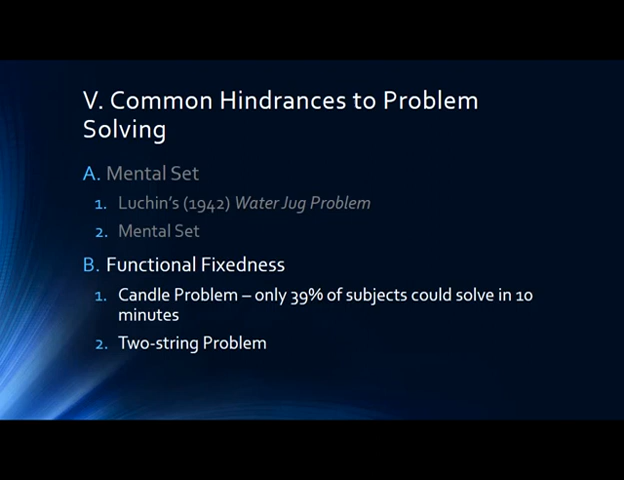 V. Common Hindrances to Problem
Solving
A. Mental Set
1. Luchin's (1942) Water Jug Problem
2. Mental Set
B. Functional Fixedness
1. Candle Problem – only 39% of subjects could solve in 10
minutes
2. Two-string Problem